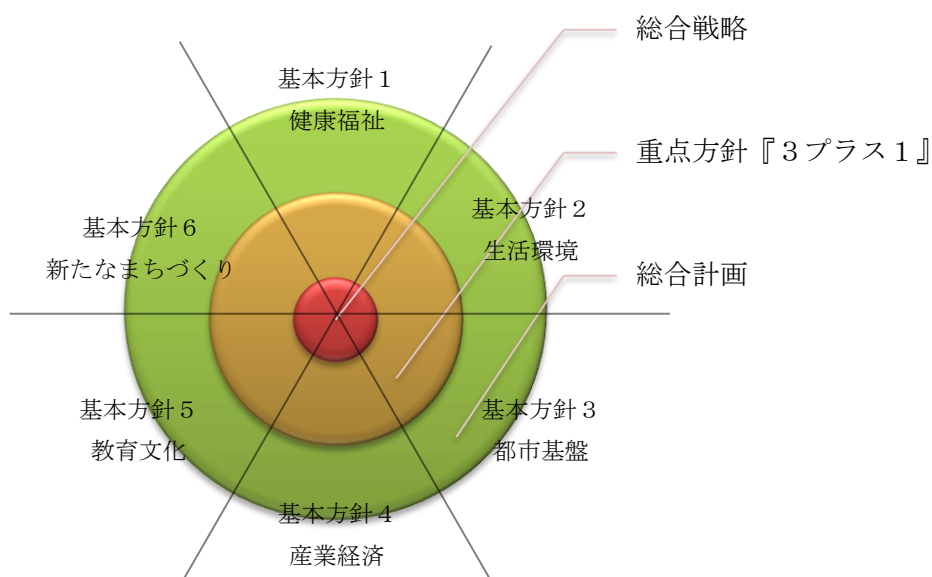 総合戦略
基本方針１
健康福祉
重点方針『３プラス１』
基本方針２
生活環境
基本方針６
新たなまちづくり
総合計画
基本方針５
教育文化
基本方針３
都市基盤
基本方針４
産業経済